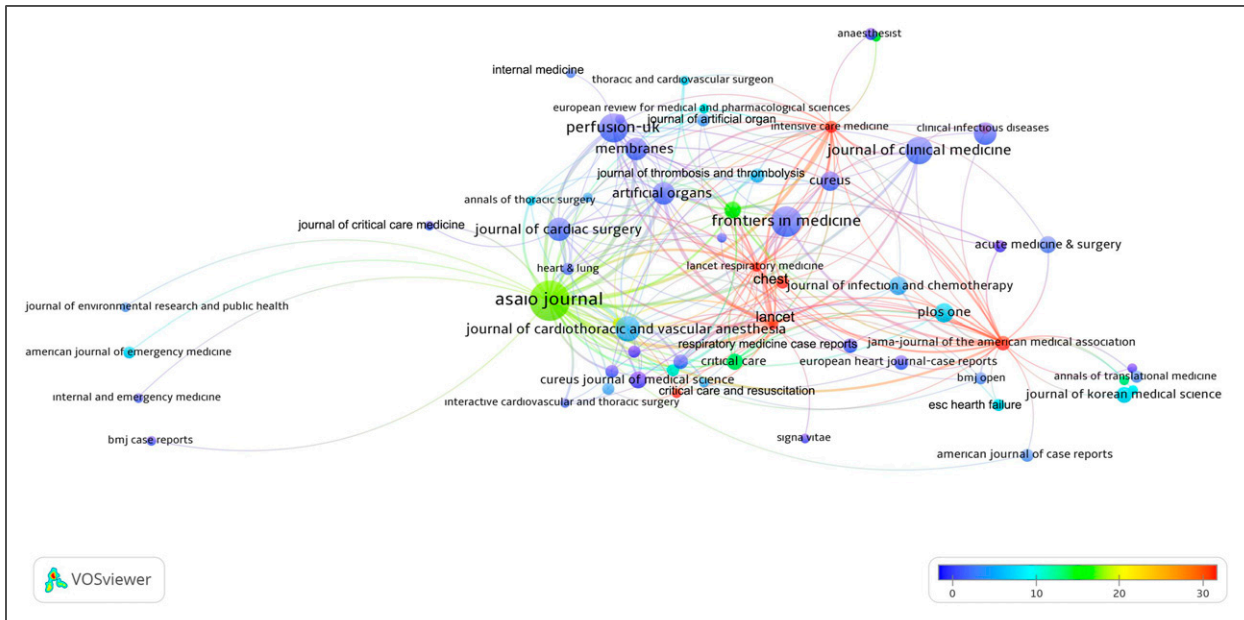 anaesthesist
internal medicine
thoracic and cardiovascular surgeon
european review for medical and pharmacological sciences
journal of artificial organ
perfusion-uk
intensive care medicine
clinical infectious diseases
membranes
journal of clinical medicine
journal of thrombosis and thrombolysis
cureus
artificial organs
annals of thoracic surgery
journal of critical care medicine
journal of cardiac surgery
frontiers in medicine
acute medicine & surgery
heart & lung
lancet respiratory medicine
chest
journal of infection and chemotherapy
asaio journal
journal of environmental research and public health
plos one
lancet
journal of cardiothoracic and vascular anesthesia
respiratory medicine case reports
jama-journal of the american medical association
american journal of emergency medicine
critical care
european heart journal-case reports
cureus journal of medical science
bmj open
annals of translational medicine
critical care and resuscitation
journal of korean medical science
internal and emergency medicine
interactive cardiovascular and thoracic surgery
esc hearth failure
bmj case reports
signa vitae
american journal of case reports
VOSviewer
0 10 20 30